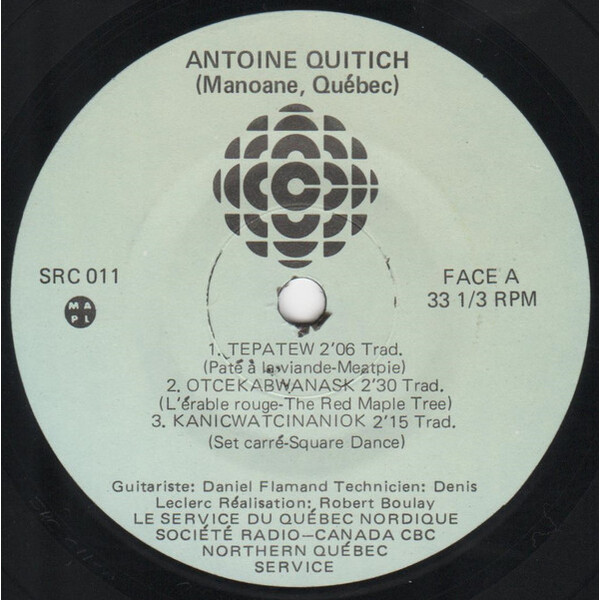 ANTOINE QUITICH
(Manoane, Québec)
SRC 011
MA
PL
FACE A
33 1/3 RPM
1. TEPATEW 2'06 Trad.
(Paté à la viande-Meatpie)
2. OTCEKABWANASK 2'30 Trad.
(L'érable rouge-The Red Maple Tree)
3. KANICWATCINANIOK 2'15 Trad.
(Set carré-Square Dance)
Guitariste: Daniel Flamand Technicien: Denis
Leclerc Réalisation: Robert Boulay
LE SERVICE DU QUÉBEC NORDIQUE
SOCIÉTÉ RADIO-CANADA CBC
NORTHERN QUÉBEC
SERVICE